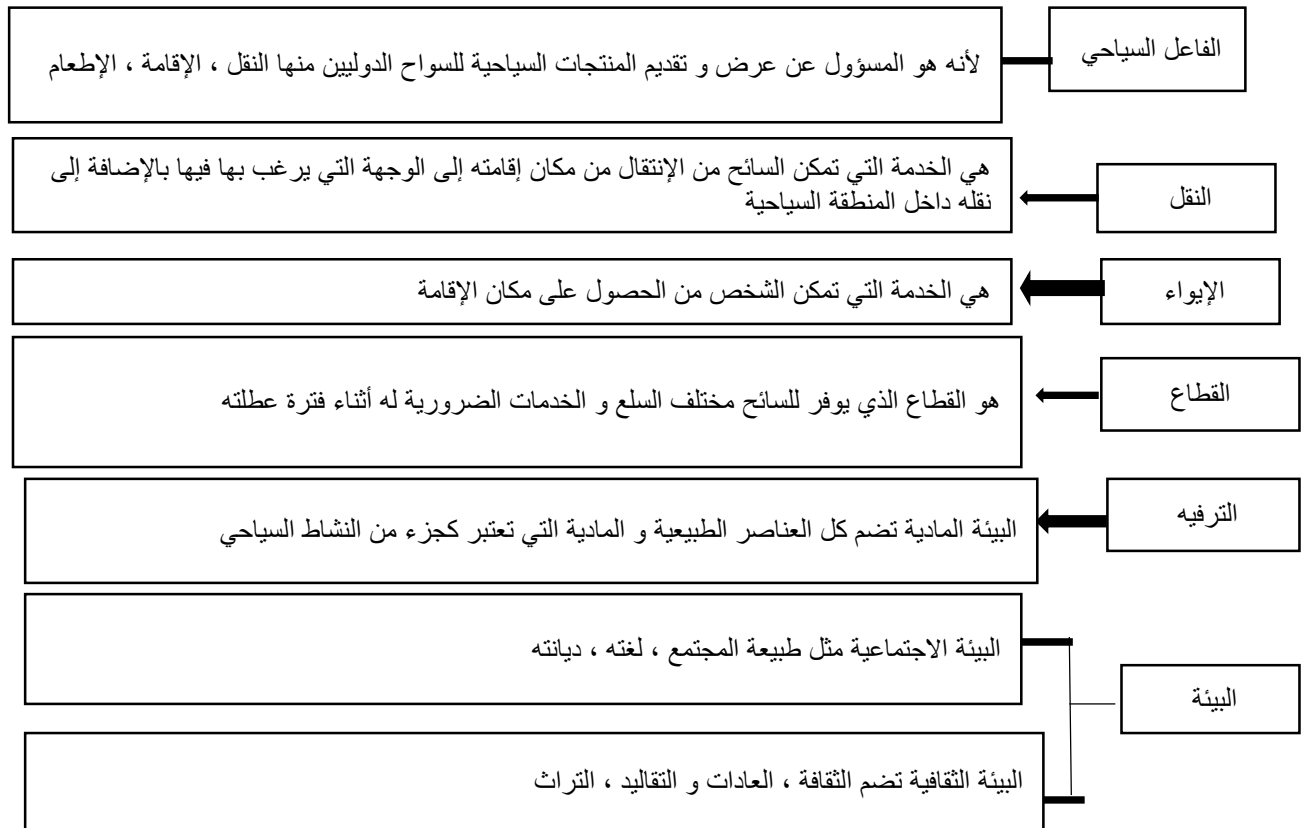 الفاعل السياحي
لأنه هو المسؤول عن عرض و تقديم المنتجات السياحية للسواح الدوليين منها النقل ، الإقامة ، الإطعام
النقل
هي الخدمة التي تمكن السائح من الإنتقال من مكان إقامته إلى الوجهة التي يرغب بها فيها بالإضافة إلى
نقله داخل المنطقة السياحية
الإيواء
هي الخدمة التي تمكن الشخص من الحصول على مكان الإقامة
القطاع
هو القطاع الذي يوفر للسائح مختلف السلع و الخدمات الضرورية له أثناء فترة عطلته
الترفيه
البيئة المادية تضم كل العناصر الطبيعية و المادية التي تعتبر كجزء من النشاط السياحي
البيئة
البيئة الاجتماعية مثل طبيعة المجتمع ، لغته ، ديانته
البيئة الثقافية تضم الثقافة ، العادات و التقاليد ، التراث